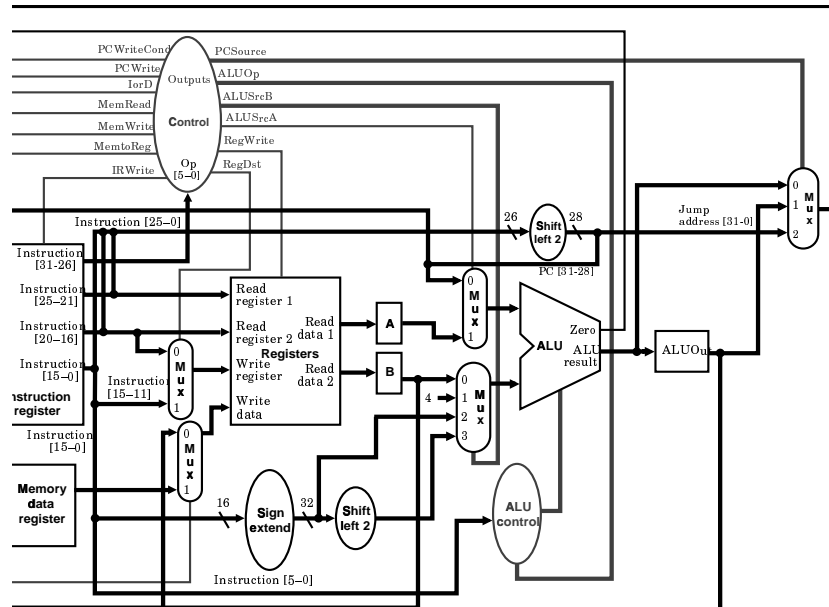 PCWriteCond
PCSource
PCWrite
Outputs
ALUOp
IorD
ALUSrcB
MemRead
Control
ALUSrcA
MemWrite
RegWrite
MemtoReg
Op
[5–0]
RegDst
IRWrite
Instruction [25–0]
26
28
Shift
left 2
Jump
address [31-0]
0
1
2
M
u
x
Instruction
[31-26]
PC [31-28]
Instruction
[25–21]
Read
register 1
0
M
u
x
1
Instruction
[20–16]
Read
register 2
Read
data 1
A
Zero
ALU
ALU
result
ALUOut
Registers
Instruction
[15–0]
0
M
u
x
1
Write
register
Read
data 2
B
0
1
2
3
M
u
x
4
Instruction
[15–11]
Write
data
nstruction
register
Instruction
[15–0]
0
M
u
x
1
Memory
data
register
16
Sign
extend
32
Shift
left 2
ALU
control
Instruction [5–0]